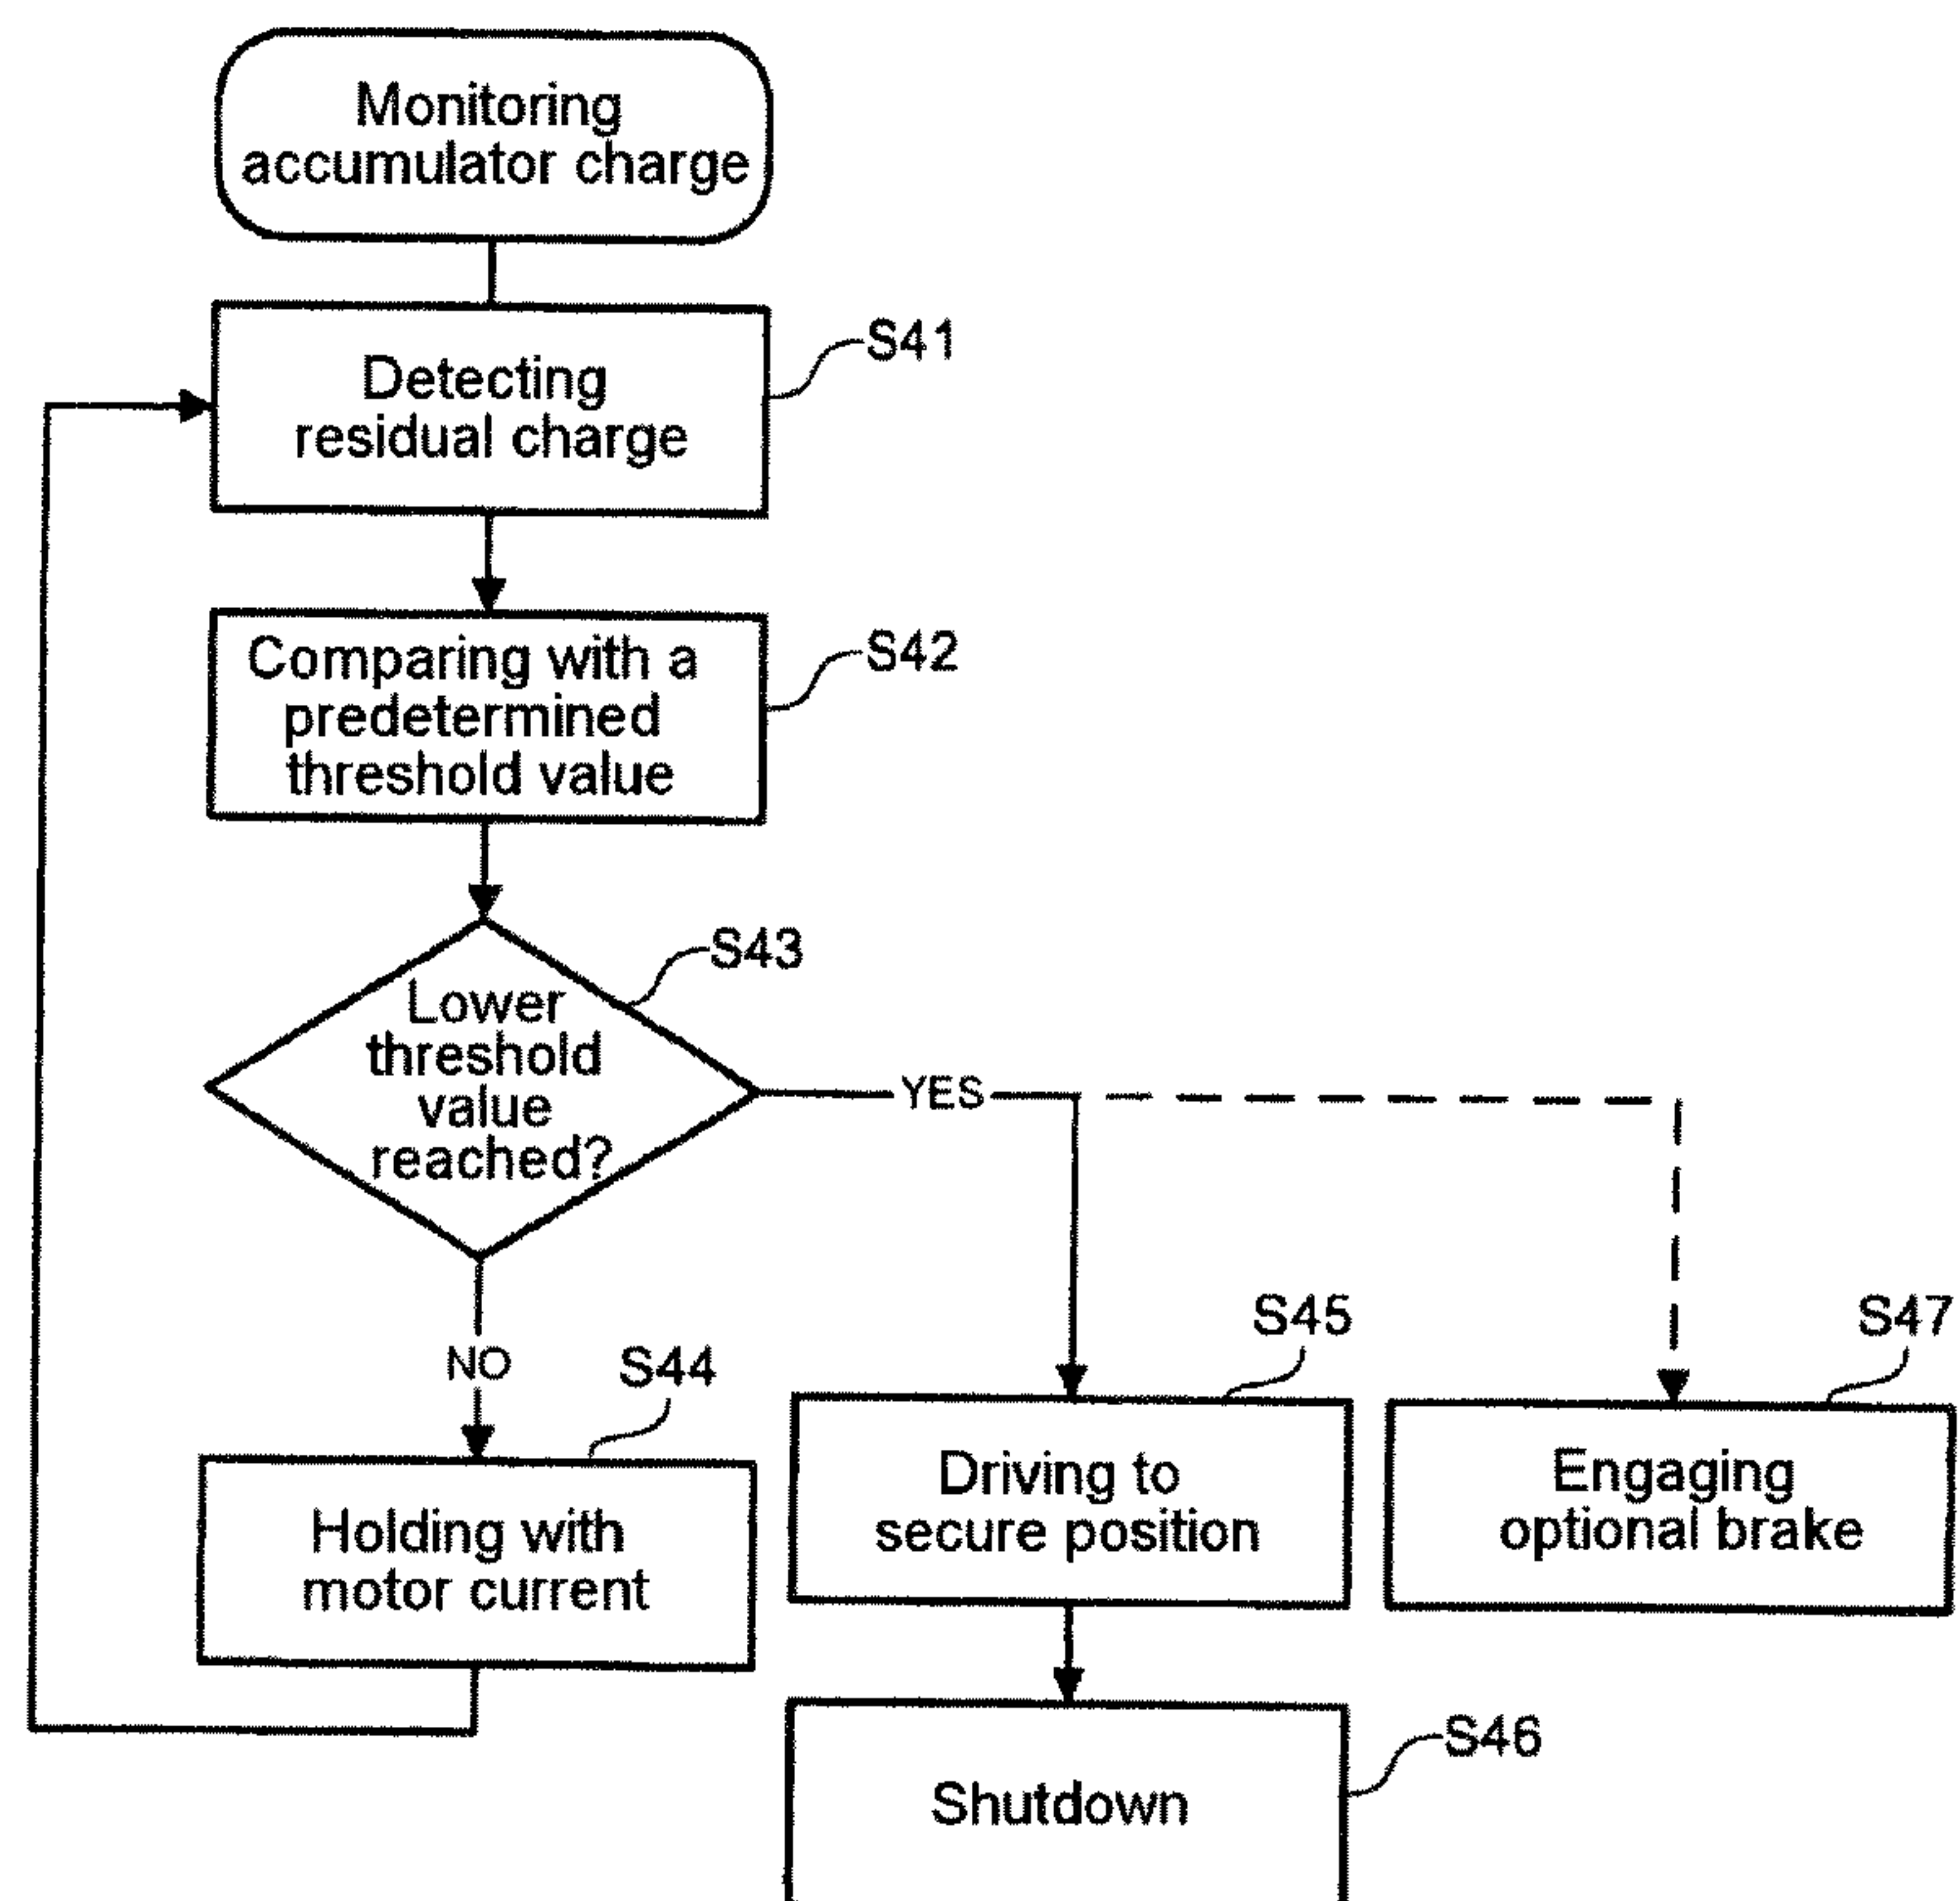 Monitoring
accumulator charge
Detecting
residual charge
S41
Comparing with a
predetermined
threshold value
S42
Lower
threshold
value
reached?
S43
YES
NO
S44
Holding with
motor current
S45
Driving to
secure position
S47
Engaging
optional brake
Shutdown
S46